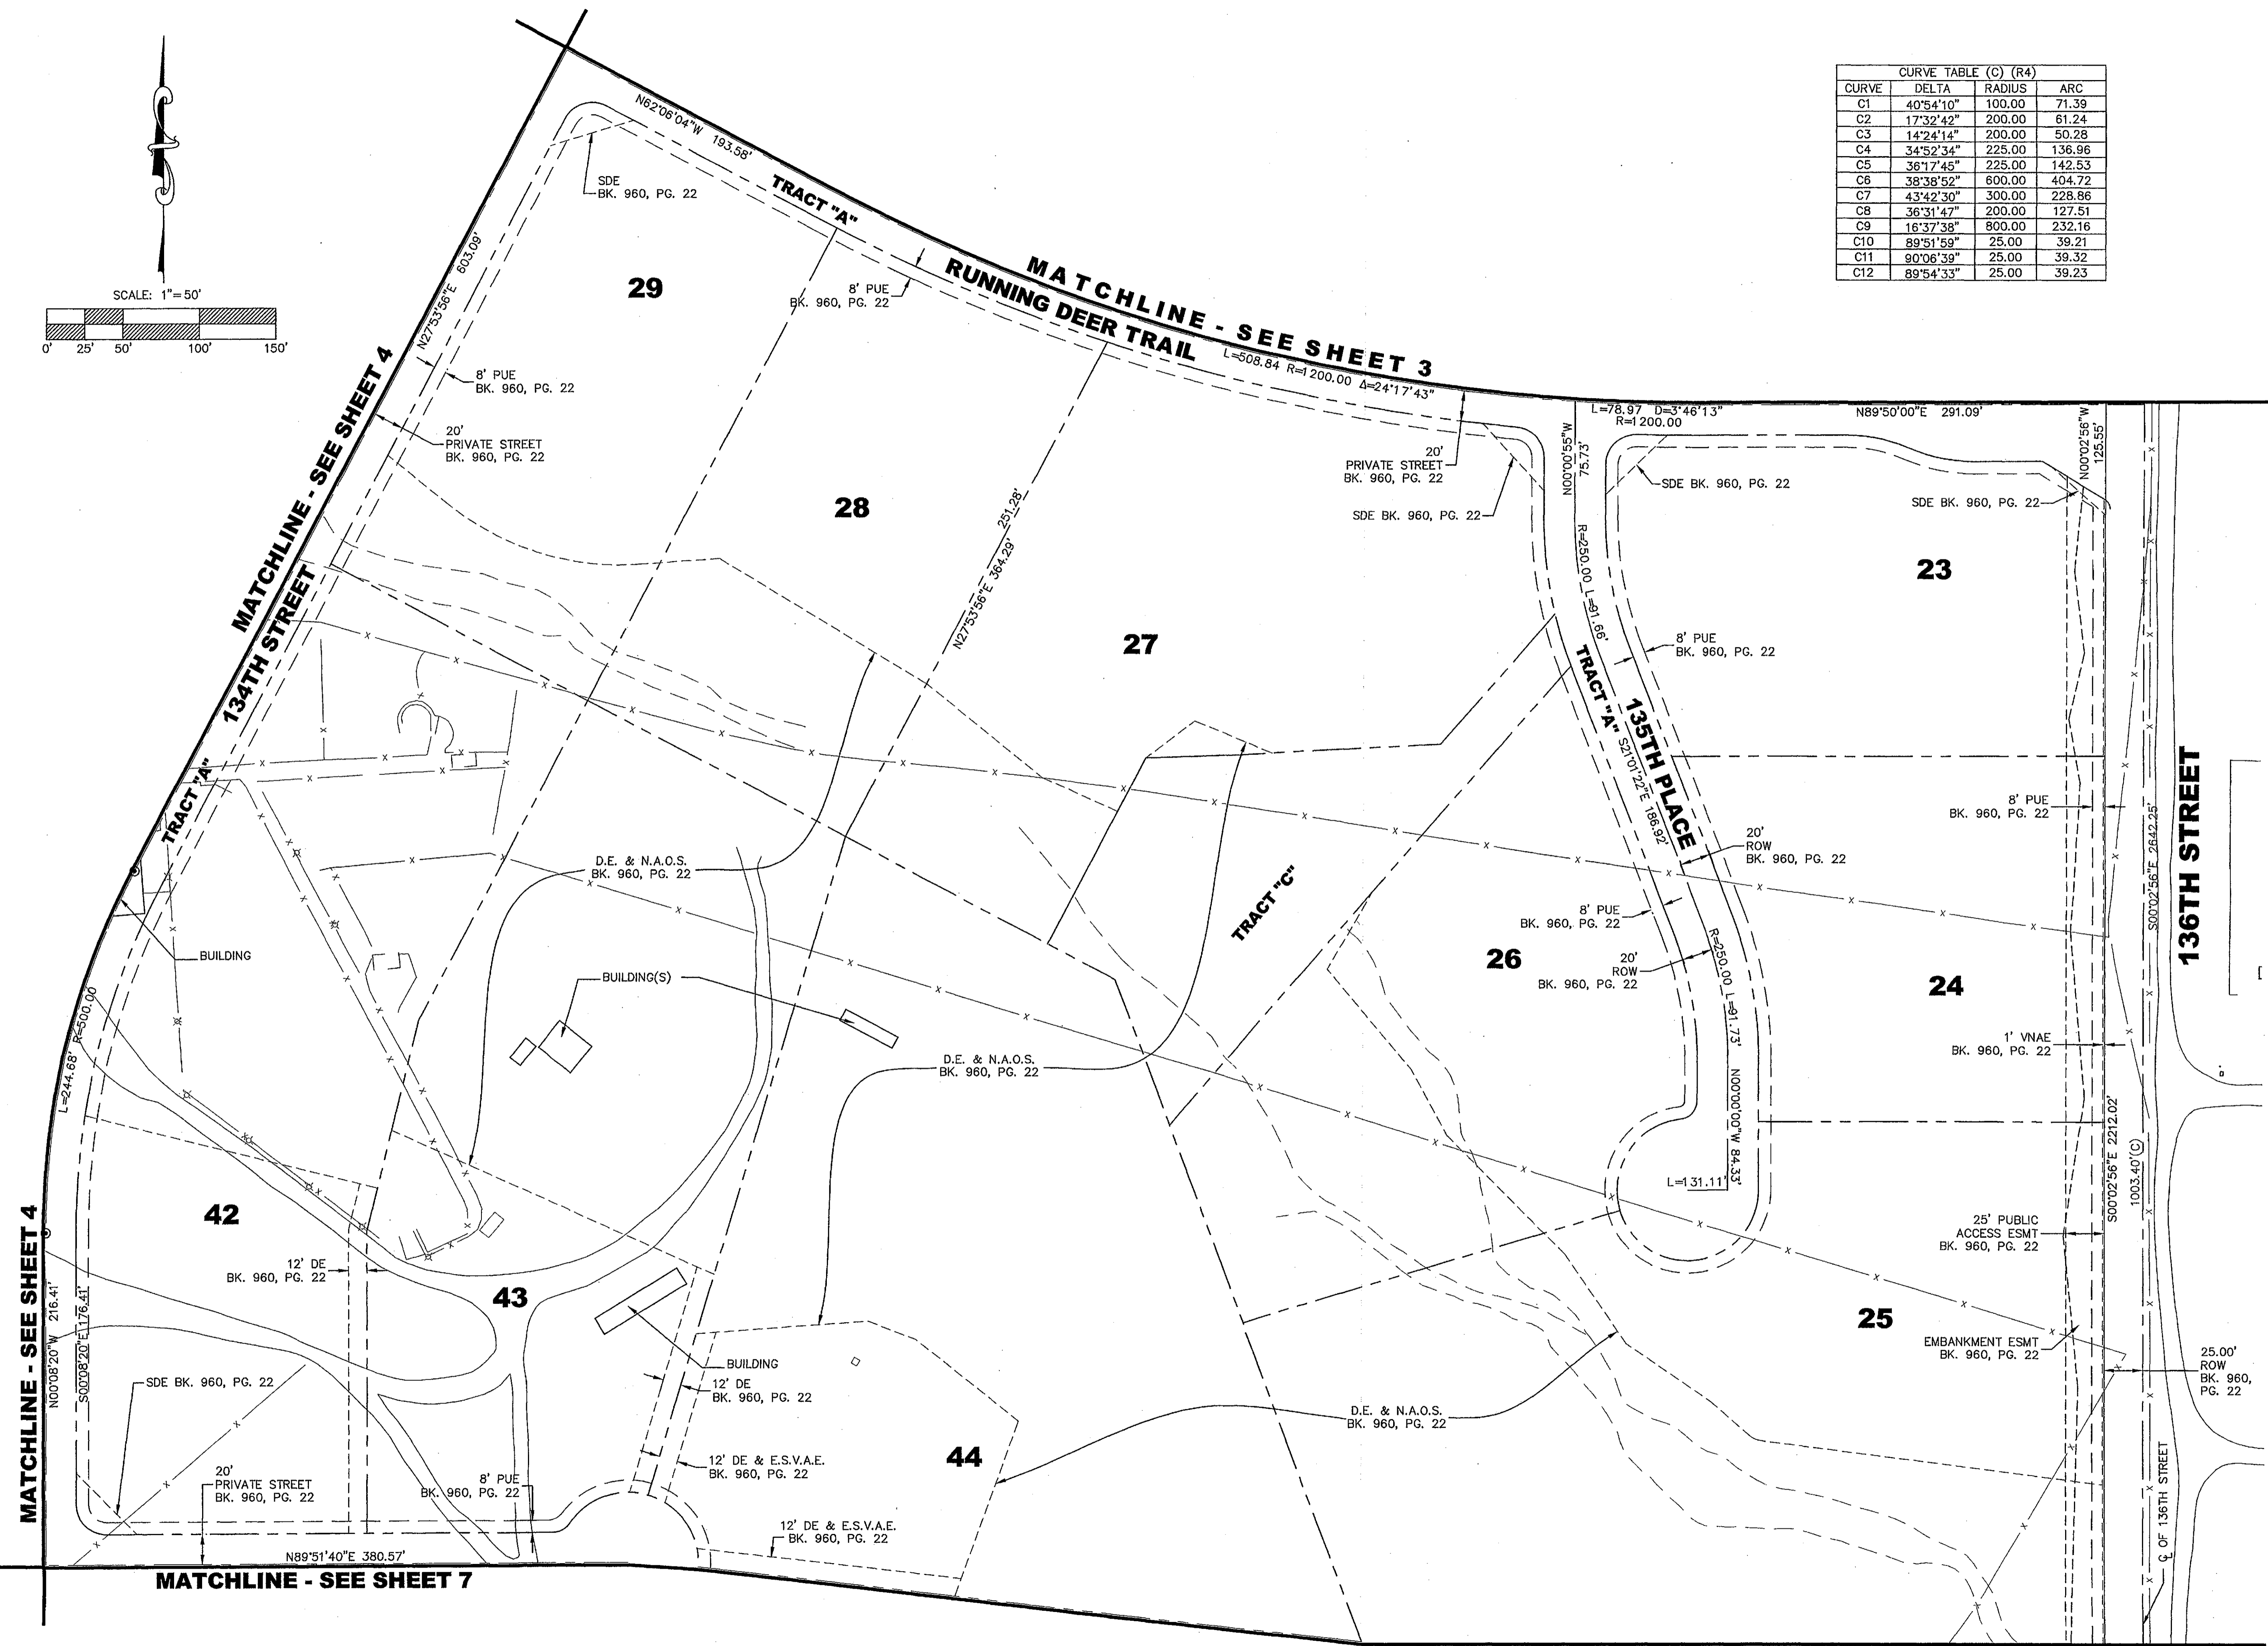 CURVE TABLE (C) (R4)
CURVE DELTA RADIUS ARC
C1 40°54'10" 100.00 71.39
C2 17°32'42" 200.00 61.24
C3 14°24'14" 200.00 50.28
C4 34°52'34" 225.00 136.96
C5 36°17'45" 225.00 142.53
C6 38°38'52" 600.00 404.72
C7 43°42'30" 300.00 228.86
C8 36°31'47" 200.00 127.51
C9 16°37'38" 800.00 232.16
C10 89°51'59" 25.00 39.21
C11 90°06'39" 25.00 39.32
C12 89°54'33" 25.00 39.23
SCALE: 1"=50'
0' 25' 50' 100' 150'
N62°06'04"W 193.58'
SDE
BK. 960, PG. 22
TRACT "A"
29
8' PUE
BK. 960, PG. 22
RUNNING DEER TRAIL
MATCHLINE - SEE SHEET 3
L=508.84 R=1200.00 Δ=24°17'43"
N27°53'56"E 603.09'
MATCHLINE - SEE SHEET 4
8' PUE
BK. 960, PG. 22
20'
PRIVATE STREET
BK. 960, PG. 22
134TH STREET
TRACT "A"
28
251.28'
N27°53'56"E 364.29'
27
20'
PRIVATE STREET
BK. 960, PG. 22
SDE BK. 960, PG. 22
N00°00'55"W
75.73'
L=78.97 D=3°46'13"
R=1200.00
N89°50'00"E 291.09'
N00°02'56"W
125.55'
SDE BK. 960, PG. 22
SDE BK. 960, PG. 22
23
R=250.00 L=91.66'
8' PUE
BK. 960, PG. 22
TRACT "A"
135TH PLACE
S21°01'22"E 186.92'
20'
ROW
BK. 960, PG. 22
8' PUE
BK. 960, PG. 22
S00°02'56"E 2642.25'
136TH STREET
D.E. & N.A.O.S.
BK. 960, PG. 22
TRACT "C"
8' PUE
BK. 960, PG. 22
26
20'
ROW
BK. 960, PG. 22
R=250.00 L=91.73'
24
BUILDING
BUILDING(S)
L=244.68' R=500.00
D.E. & N.A.O.S.
BK. 960, PG. 22
1' VNAE
BK. 960, PG. 22
N00°00'00"W 84.33'
L=131.11'
S00°02'56"E 2212.02'
1003.40'(C)
42
12' DE
BK. 960, PG. 22
43
25' PUBLIC
ACCESS ESMT
BK. 960, PG. 22
25
EMBANKMENT ESMT
BK. 960, PG. 22
25.00'
ROW
BK. 960,
PG. 22
MATCHLINE - SEE SHEET 4
N00°08'20"W 216.41'
S00°08'20"E 176.41'
SDE BK. 960, PG. 22
BUILDING
12' DE
BK. 960, PG. 22
D.E. & N.A.O.S.
BK. 960, PG. 22
44
12' DE & E.S.V.A.E.
BK. 960, PG. 22
20'
PRIVATE STREET
BK. 960, PG. 22
8' PUE
BK. 960, PG. 22
12' DE & E.S.V.A.E.
BK. 960, PG. 22
℄ OF 136TH STREET
N89°51'40"E 380.57'
MATCHLINE - SEE SHEET 7